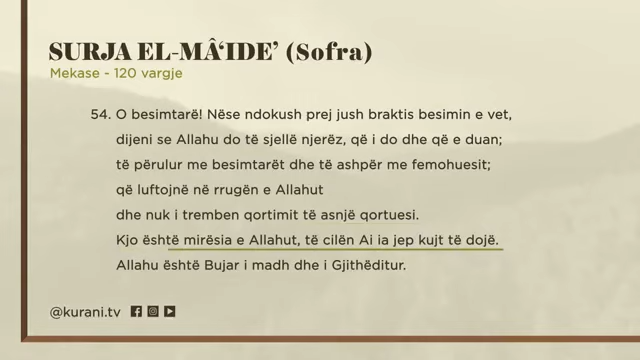 SURJA EL-MÂ‘IDE’ (Sofra)
Mekase - 120 vargje
54. O besimtarë! Nëse ndokush prej jush braktis besimin e vet,
dijeni se Allahu do të sjellë njerëz, që i do dhe që e duan;
të përulur me besimtarët dhe të ashpër me femohuesit;
që luftojnë në rrugën e Allahut
dhe nuk i tremben qortimit të asnjë qortuesi.
Kjo është mirësia e Allahut, të cilën Ai ia jep kujt të dojë.
Allahu është Bujar i madh dhe i Gjithëditur.
@kurani.tv